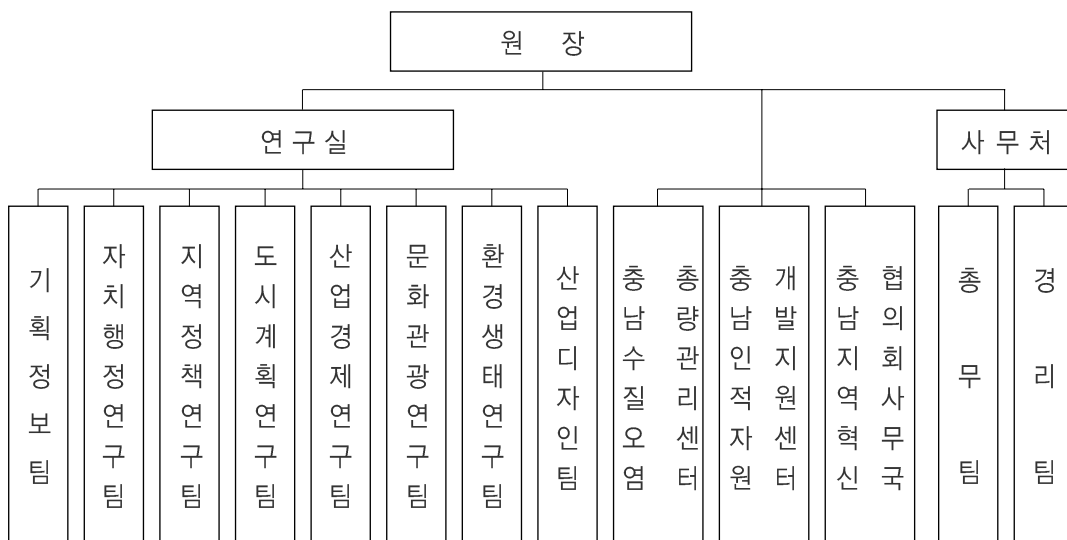 원 장
연구실
사무처
기획정보팀
자치행정연구팀
지역정책연구팀
도시계획연구팀
산업경제연구팀
문화관광연구팀
환경생태연구팀
산업디자인팀
충남수질오염
총량관리센터
충남인적자원
개발지원센터
충남지역혁신
협의회사무국
총무팀
경리팀